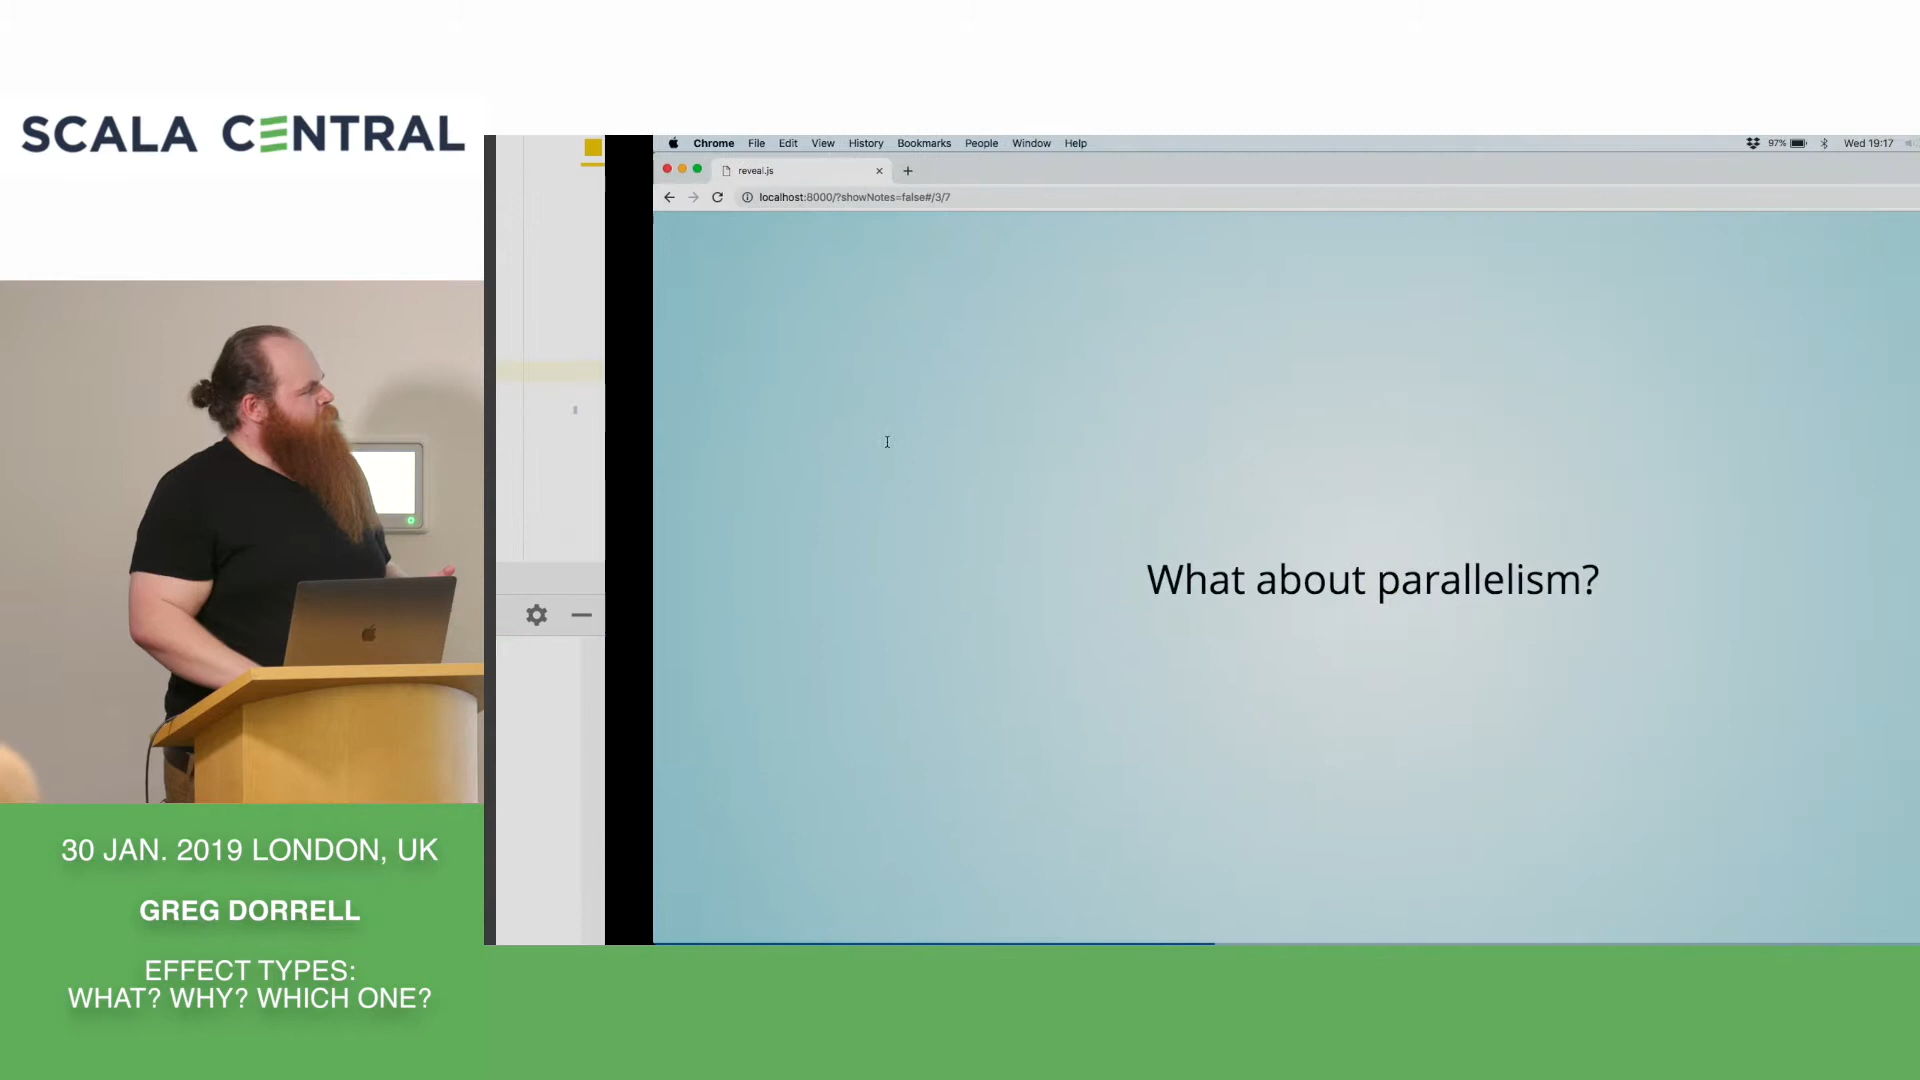 SCALA CENTRAL
Chrome File Edit View History Bookmarks People Window Help
97% Wed 19:17
reveal.js
localhost:8000/?showNotes=false#/3/7
What about parallelism?
30 JAN. 2019 LONDON, UK
GREG DORRELL
EFFECT TYPES:
WHAT? WHY? WHICH ONE?